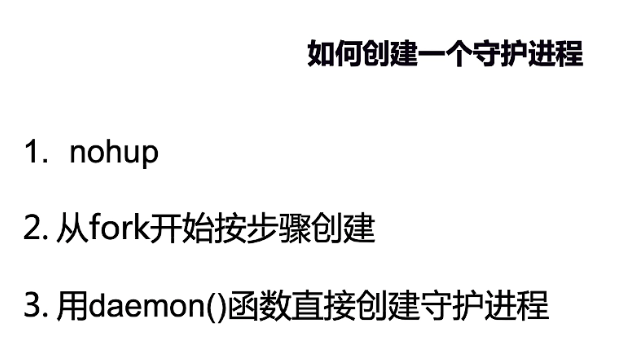 如何创建一个守护进程
1. nohup
2. 从fork开始按步骤创建
3. 用daemon()函数直接创建守护进程